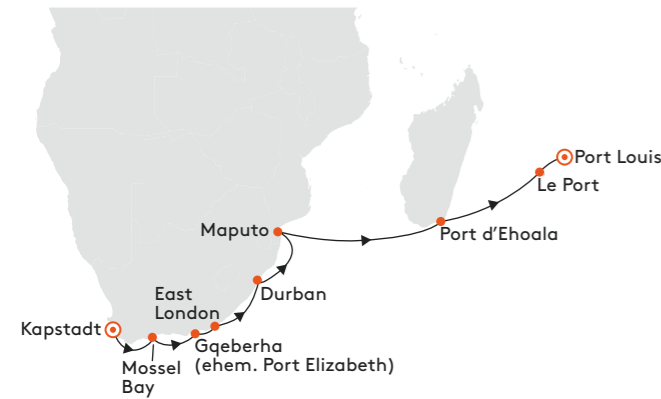 Port Louis
Le Port
Port d’Ehoala
Maputo
Durban
East
London
Kapstadt
Gqeberha
(ehem. Port Elizabeth)
Mossel
Bay